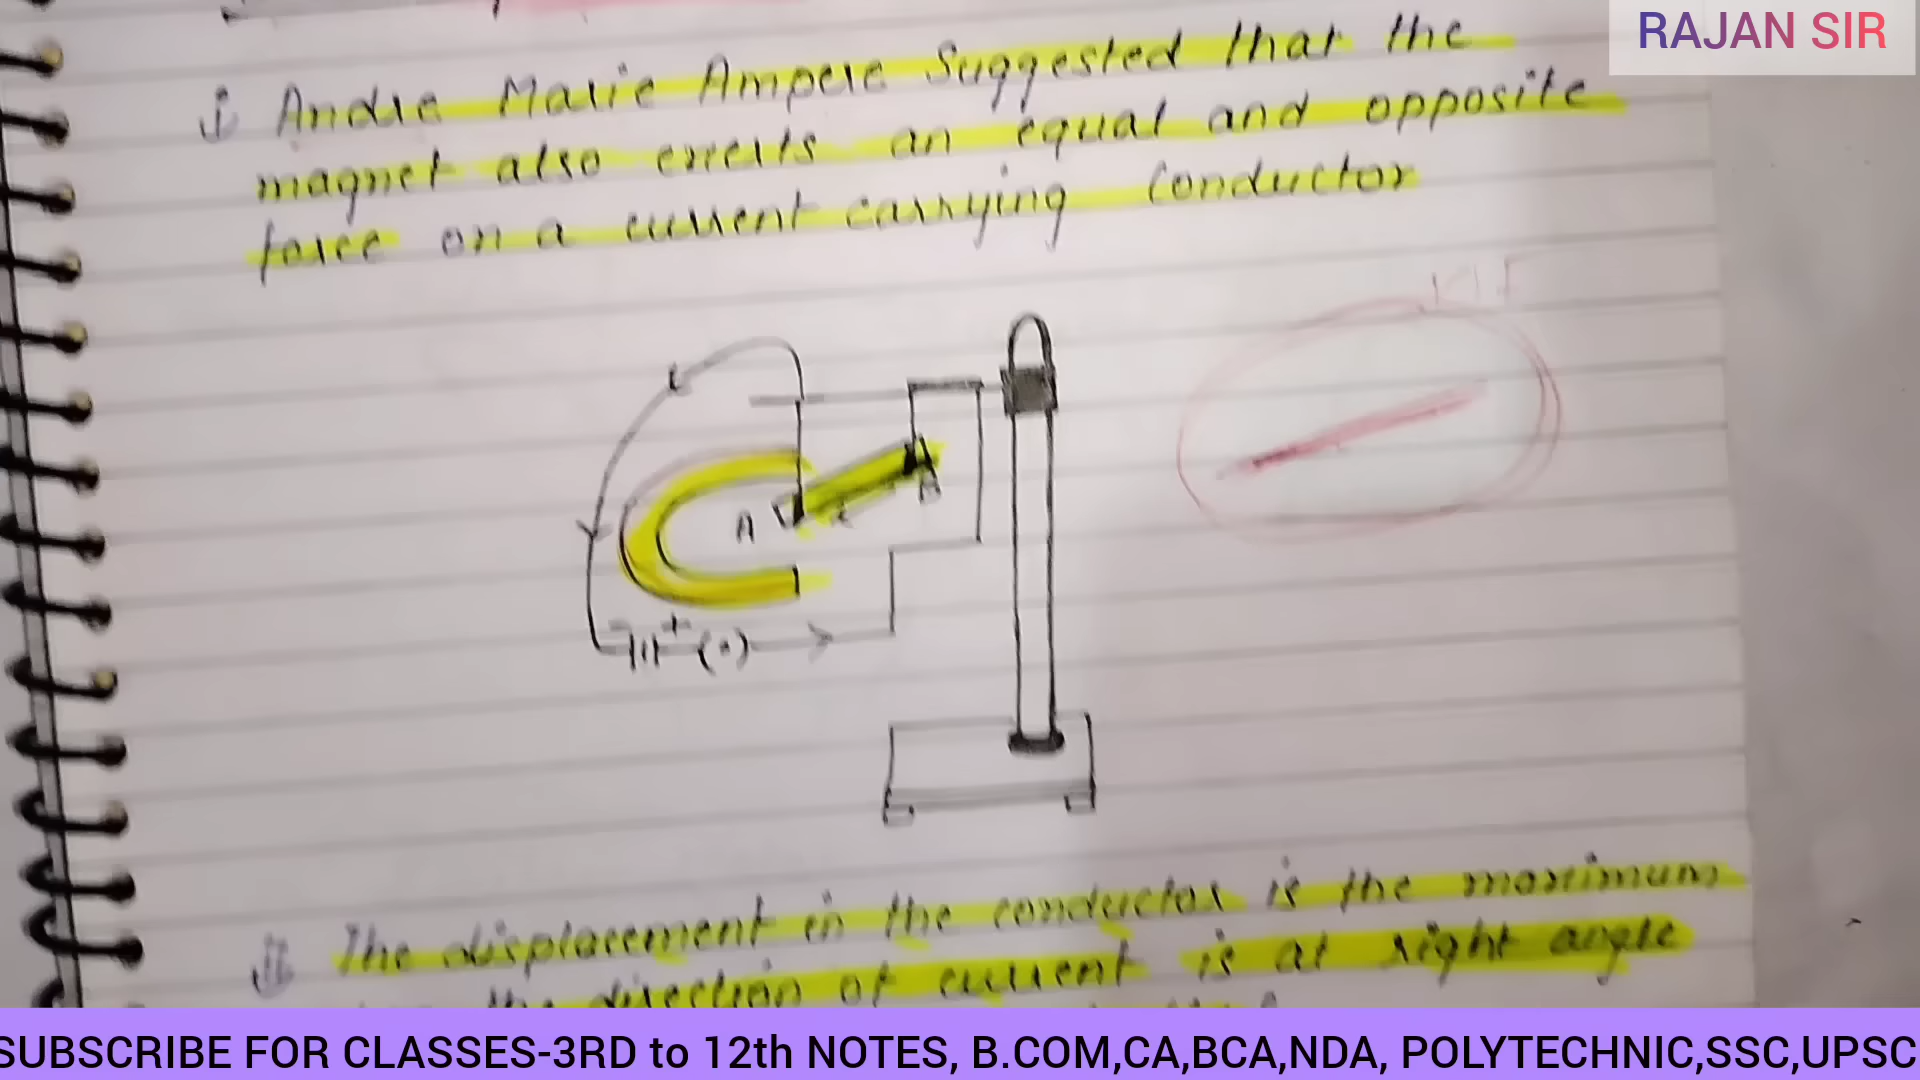 RAJAN SIR
i Andre Marie Ampere Suggested that the
magnet also exerts an equal and opposite
force on a current carrying Conductor
A
B
- + (•)
ii The displacement in the conductor is the maximum
the direction of current is at right angle
SUBSCRIBE FOR CLASSES-3RD to 12th NOTES, B.COM,CA,BCA,NDA, POLYTECHNIC,SSC,UPSC